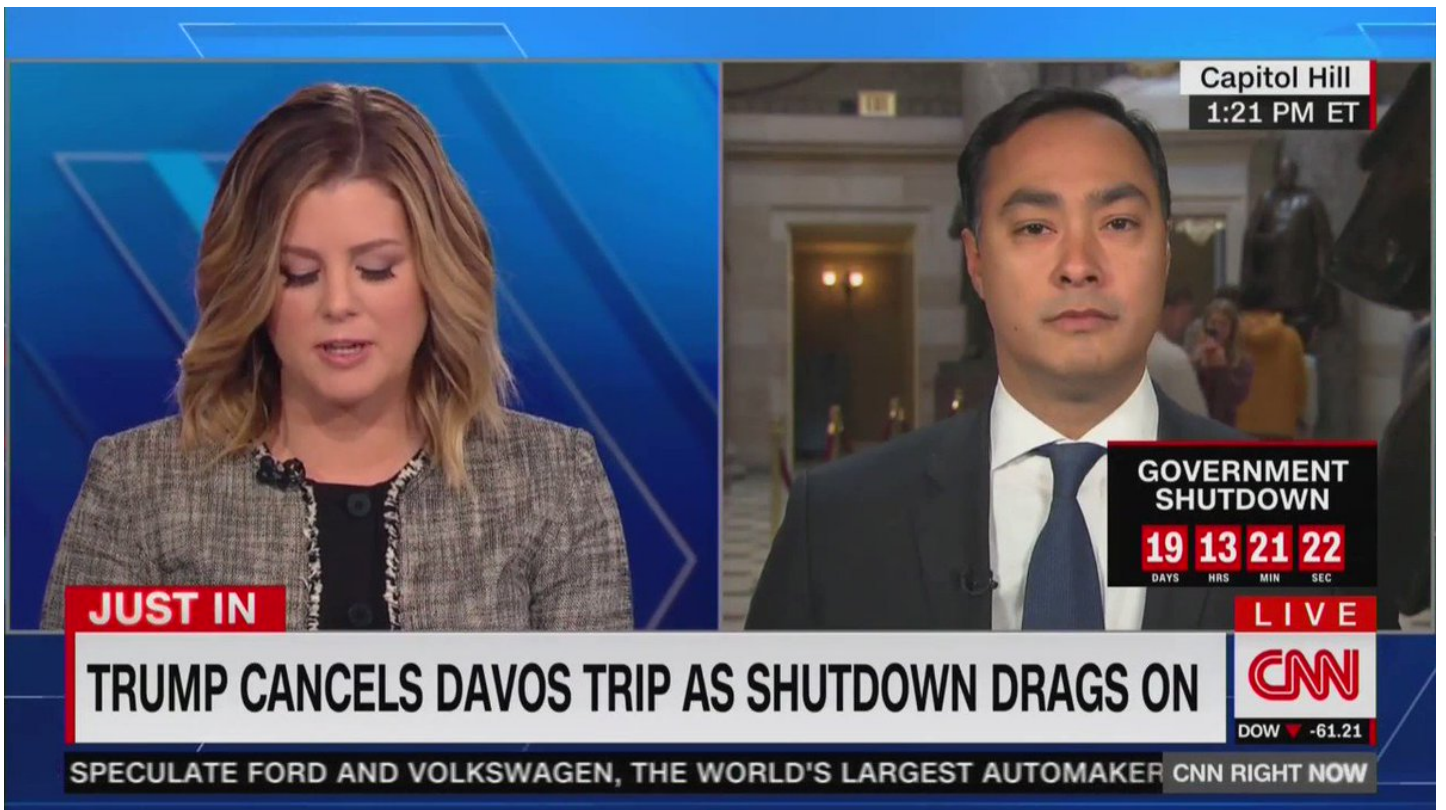 Capitol Hill
1:21 PM ET
GOVERNMENT
SHUTDOWN
19 13 21 22
DAYS HRS MIN SEC
JUST IN
LIVE
TRUMP CANCELS DAVOS TRIP AS SHUTDOWN DRAGS ON
CNN
DOW -61.21
SPECULATE FORD AND VOLKSWAGEN, THE WORLD'S LARGEST AUTOMAKER
CNN RIGHT NOW